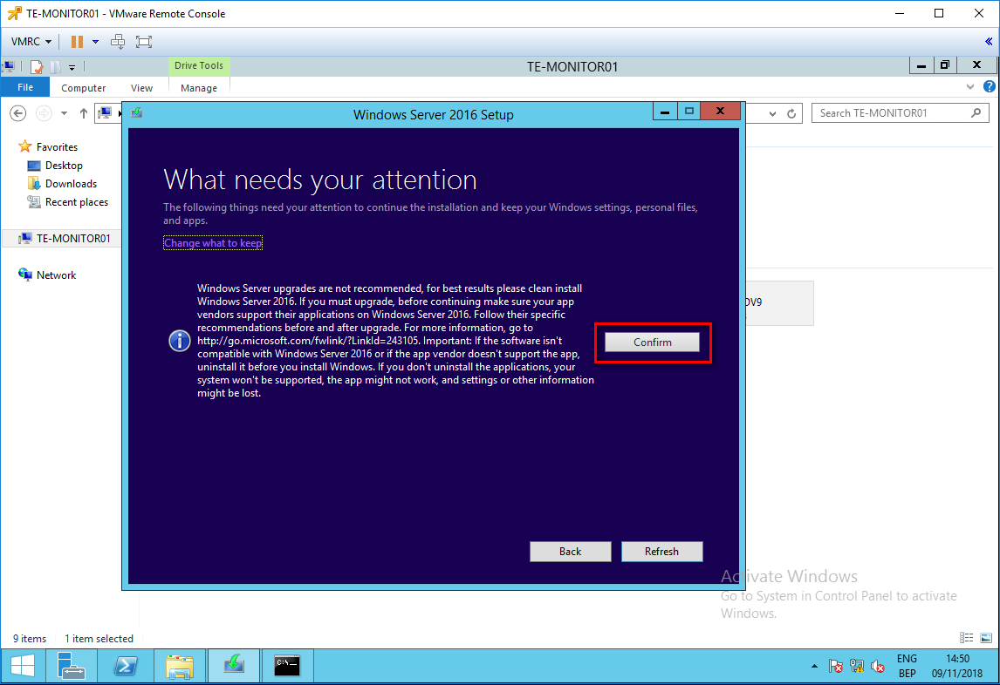 TE-MONITOR01 - VMware Remote Console
VMRC
Drive Tools
TE-MONITOR01
File
Computer
View
Manage
Windows Server 2016 Setup
Search TE-MONITOR01
Favorites
Desktop
Downloads
Recent places
TE-MONITOR01
Network
What needs your attention
The following things need your attention to continue the installation and keep your Windows settings, personal files,
and apps.
Change what to keep
Windows Server upgrades are not recommended, for best results please clean install
Windows Server 2016. If you must upgrade, before continuing make sure your app
vendors support their applications on Windows Server 2016. Follow their specific
recommendations before and after upgrade. For more information, go to
http://go.microsoft.com/fwlink/?LinkId=243105. Important: If the software isn't
compatible with Windows Server 2016 or if the app vendor doesn't support the app,
uninstall it before you install Windows. If you don't uninstall the applications, your
system won't be supported, the app might not work, and settings or other information
might be lost.
Confirm
Back
Refresh
Activate Windows
Go to System in Control Panel to activate
Windows.
9 items
1 item selected
C:\>_
ENG
BEP
14:50
09/11/2018